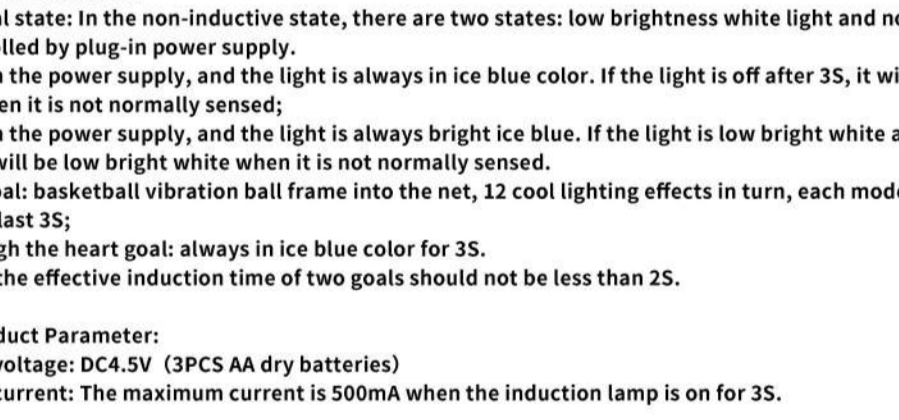 l state: In the non-inductive state, there are two states: low brightness white light and no
lled by plug-in power supply.
the power supply, and the light is always in ice blue color. If the light is off after 3S, it wi
en it is not normally sensed;
the power supply, and the light is always bright ice blue. If the light is low bright white a
will be low bright white when it is not normally sensed.
al: basketball vibration ball frame into the net, 12 cool lighting effects in turn, each mod
last 3S;
gh the heart goal: always in ice blue color for 3S.
the effective induction time of two goals should not be less than 2S.
duct Parameter:
voltage: DC4.5V (3PCS AA dry batteries)
current: The maximum current is 500mA when the induction lamp is on for 3S.